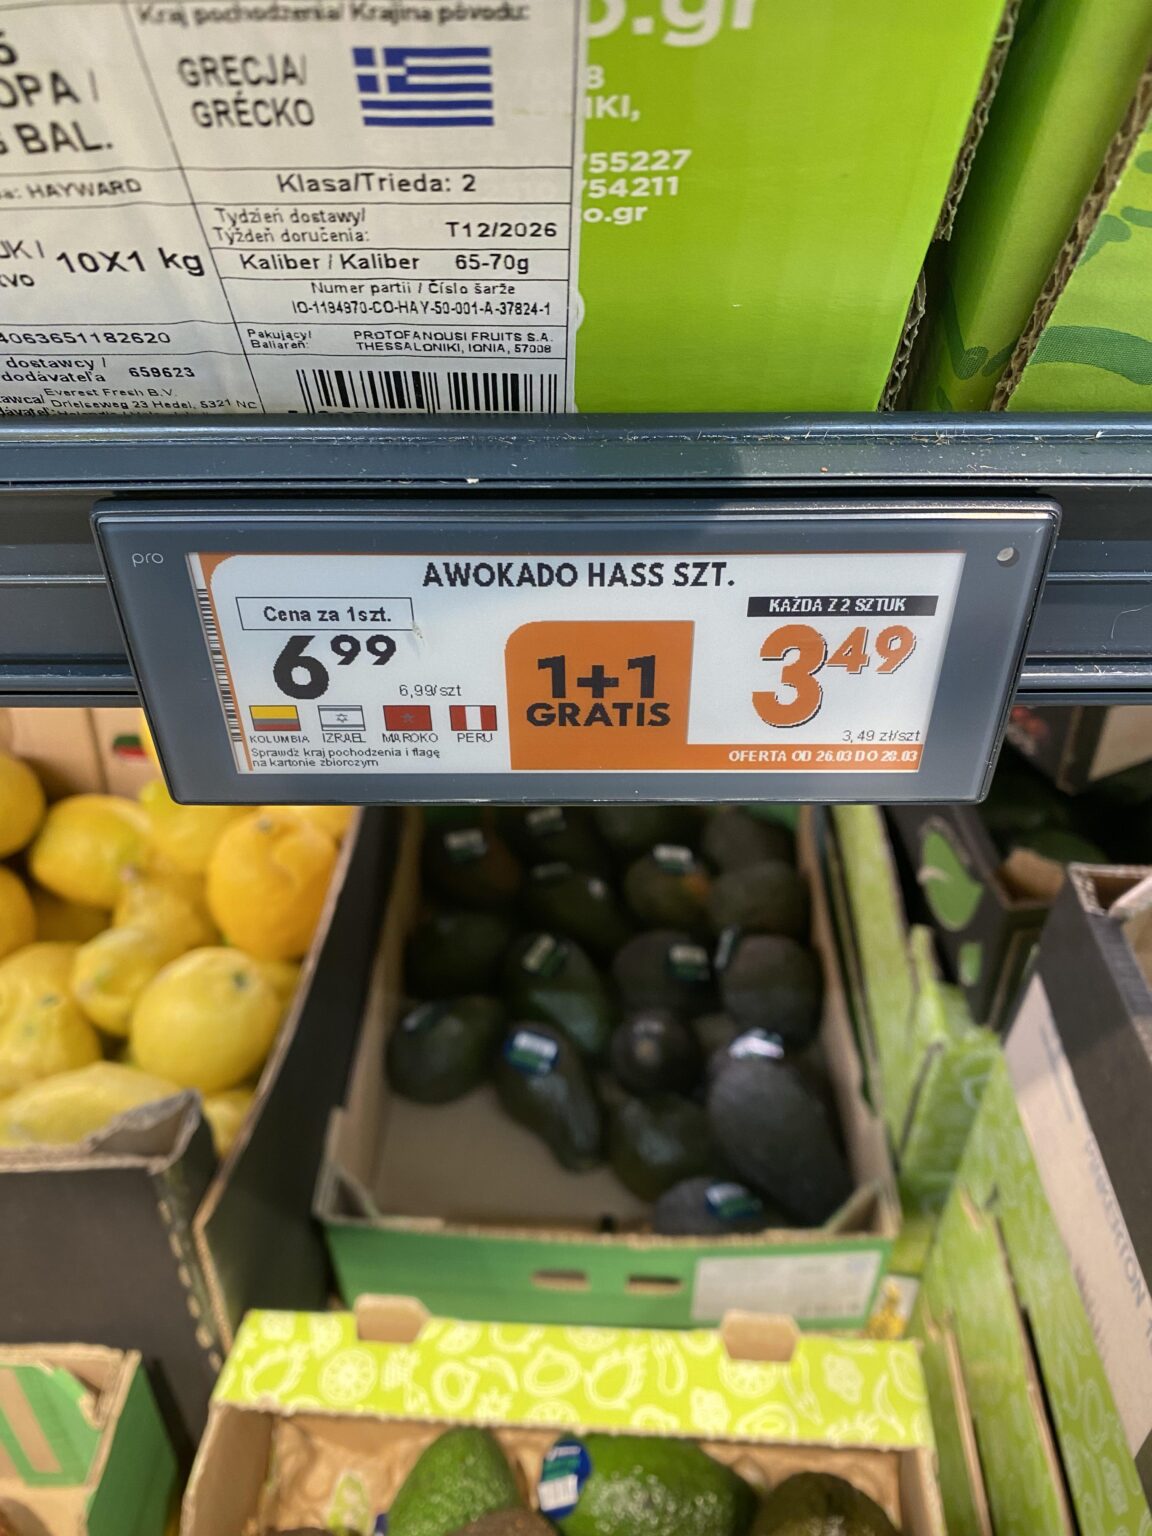 Kraj pochodzenia/ Krajina pôvodu:
GRECJA/
GRÉCKO
OPA /
BAL.
HAYWARD
Klasa/Trieda: 2
Tydzień dostawy/
Týždeň doručenia:
T12/2026
10X1 kg
Kaliber / Kaliber 65-70g
Numer partii / Číslo šarže
IO-1194970-CO-HAY-50-001-A-37824-1
4063651182620
Pakujący/
Baliareň:
PROTOFANOUSI FRUITS S.A.
THESSALONIKI, IONIA, 57008
dostawcy /
dodávateľa 659623
Everest Fresh B.V.
Drielseweg 23 Hedel, 5321 NC
o.gr
8
IKI,
755227
754211
o.gr
pro
AWOKADO HASS SZT.
Cena za 1szt.
6 99
6,99/szt
KOLUMBIA IZRAEL MAROKO PERU
Sprawdź kraj pochodzenia i flagę
na kartonie zbiorczym
1+1
GRATIS
KAŻDA Z 2 SZTUK
3 49
3,49 zł/szt
OFERTA OD 26.03 DO 28.03